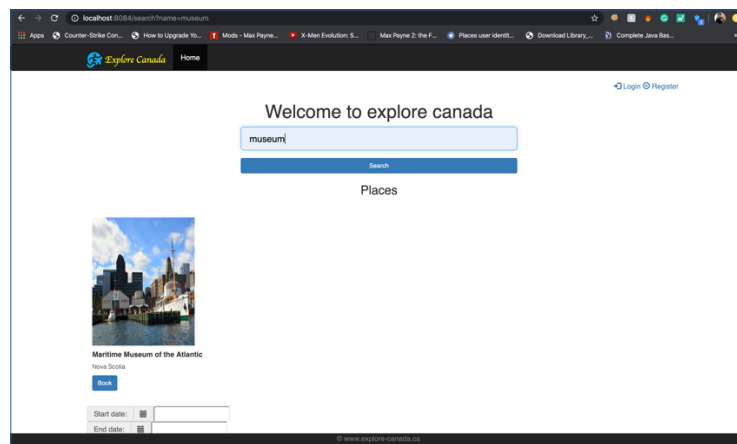 localhost:8084/search?name=museum
Apps Counter-Strike Con... How to Upgrade Yo... Mods - Max Payne... X-Men Evolution: S... Max Payne 2: the F... Places user identit... Download Library,... Complete Java Bas...
Explore Canada Home
Login Register
Welcome to explore canada
museum
Search
Places
Maritime Museum of the Atlantic
Nova Scotia
Book
Start date:
End date:
© www.explore-canada.ca